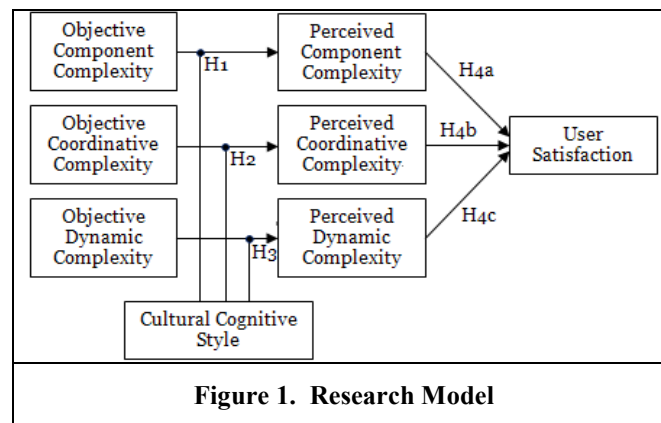 Objective
Component
Complexity
H1
Perceived
Component
Complexity
H4a
Objective
Coordinative
Complexity
H2
Perceived
Coordinative
Complexity
H4b
User
Satisfaction
Objective
Dynamic
Complexity
H3
Perceived
Dynamic
Complexity
H4c
Cultural Cognitive
Style
Figure 1. Research Model